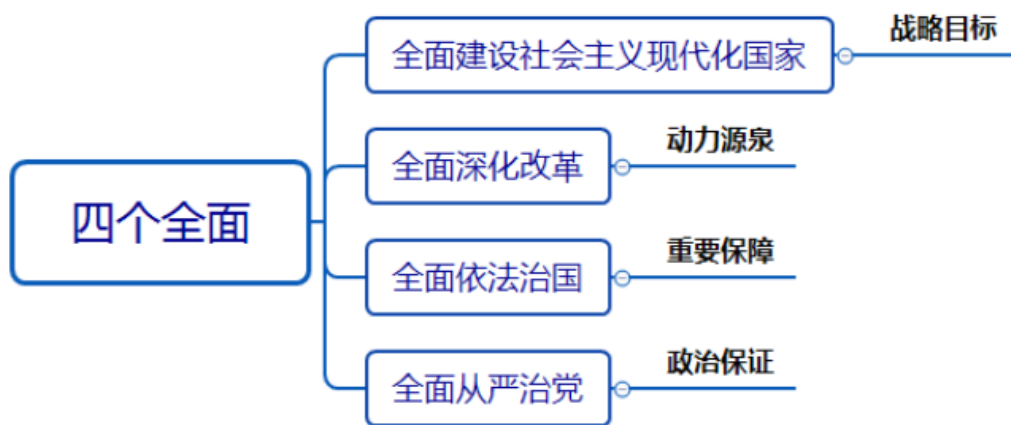 四个全面
全面建设社会主义现代化国家
战略目标
全面深化改革
动力源泉
全面依法治国
重要保障
全面从严治党
政治保证